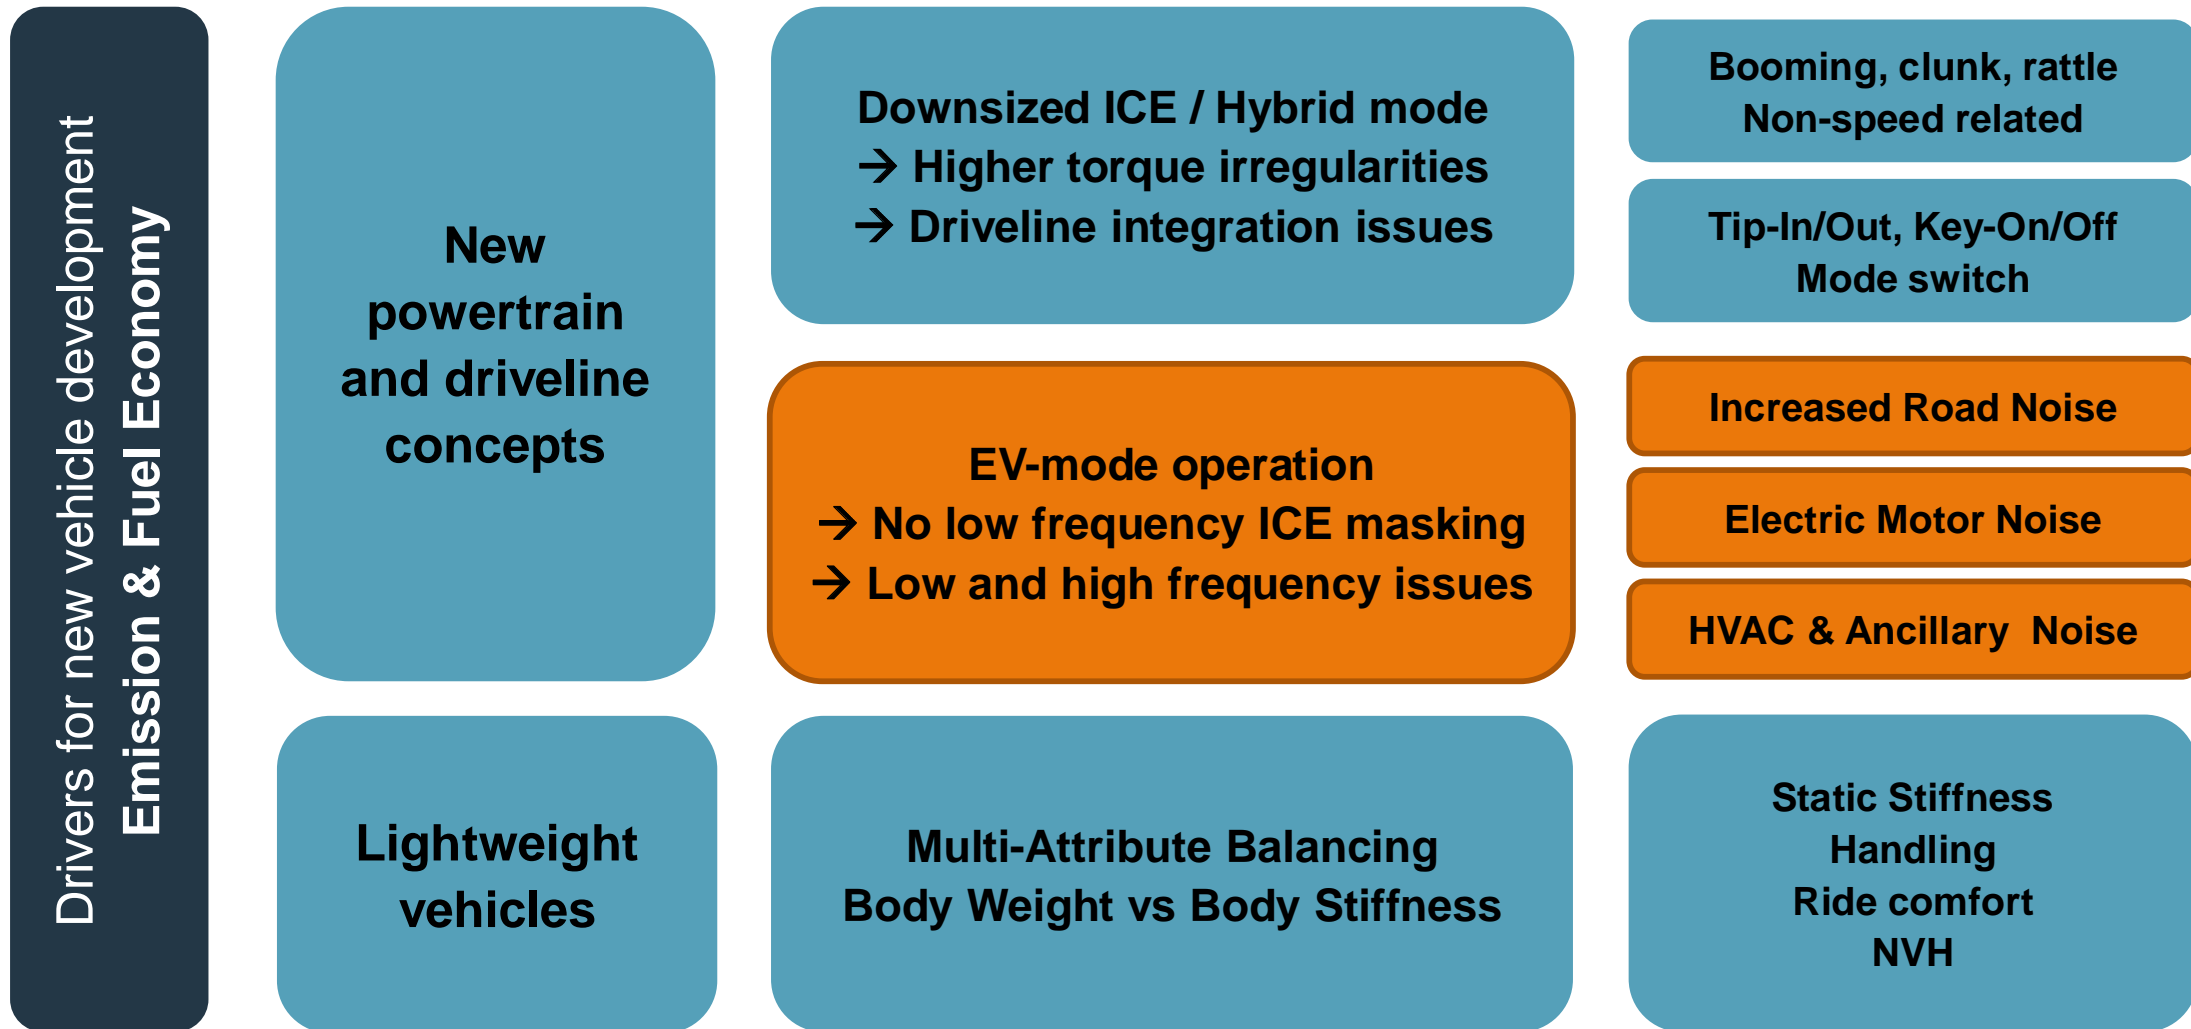 Drivers for new vehicle development
Emission & Fuel Economy
New
powertrain
and driveline
concepts
Downsized ICE / Hybrid mode
→ Higher torque irregularities
→ Driveline integration issues
Booming, clunk, rattle
Non-speed related
Tip-In/Out, Key-On/Off
Mode switch
EV-mode operation
→ No low frequency ICE masking
→ Low and high frequency issues
Increased Road Noise
Electric Motor Noise
HVAC & Ancillary  Noise
Lightweight
vehicles
Multi-Attribute Balancing
Body Weight vs Body Stiffness
Static Stiffness
Handling
Ride comfort
NVH